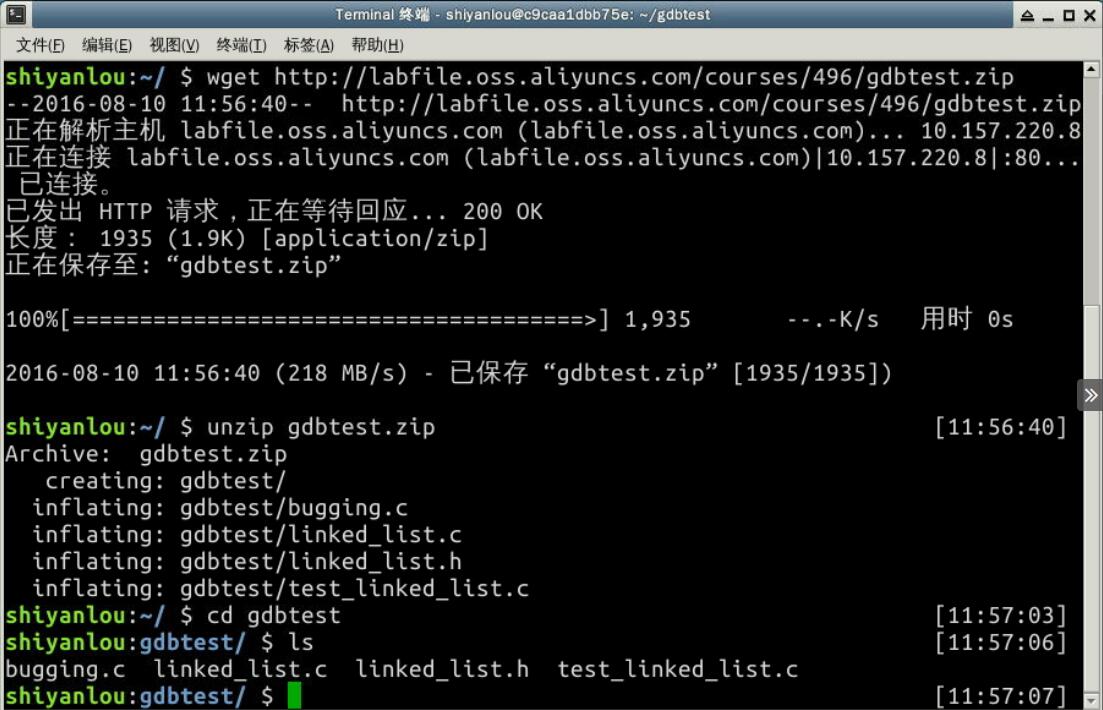 Terminal 终端 - shiyanlou@c9caa1dbb75e: ~/gdbtest
文件(F) 编辑(E) 视图(V) 终端(T) 标签(A) 帮助(H)
shiyanlou:~/ $ wget http://labfile.oss.aliyuncs.com/courses/496/gdbtest.zip
--2016-08-10 11:56:40--  http://labfile.oss.aliyuncs.com/courses/496/gdbtest.zip
正在解析主机 labfile.oss.aliyuncs.com (labfile.oss.aliyuncs.com)... 10.157.220.8
正在连接 labfile.oss.aliyuncs.com (labfile.oss.aliyuncs.com)|10.157.220.8|:80...
已连接。
已发出 HTTP 请求，正在等待回应... 200 OK
长度： 1935 (1.9K) [application/zip]
正在保存至: “gdbtest.zip”
100%[======================================>] 1,935       --.-K/s   用时 0s
2016-08-10 11:56:40 (218 MB/s) - 已保存 “gdbtest.zip” [1935/1935])
shiyanlou:~/ $ unzip gdbtest.zip [11:56:40]
Archive:  gdbtest.zip
creating: gdbtest/
inflating: gdbtest/bugging.c
inflating: gdbtest/linked_list.c
inflating: gdbtest/linked_list.h
inflating: gdbtest/test_linked_list.c
shiyanlou:~/ $ cd gdbtest [11:57:03]
shiyanlou:gdbtest/ $ ls [11:57:06]
bugging.c  linked_list.c  linked_list.h  test_linked_list.c
shiyanlou:gdbtest/ $ [11:57:07]